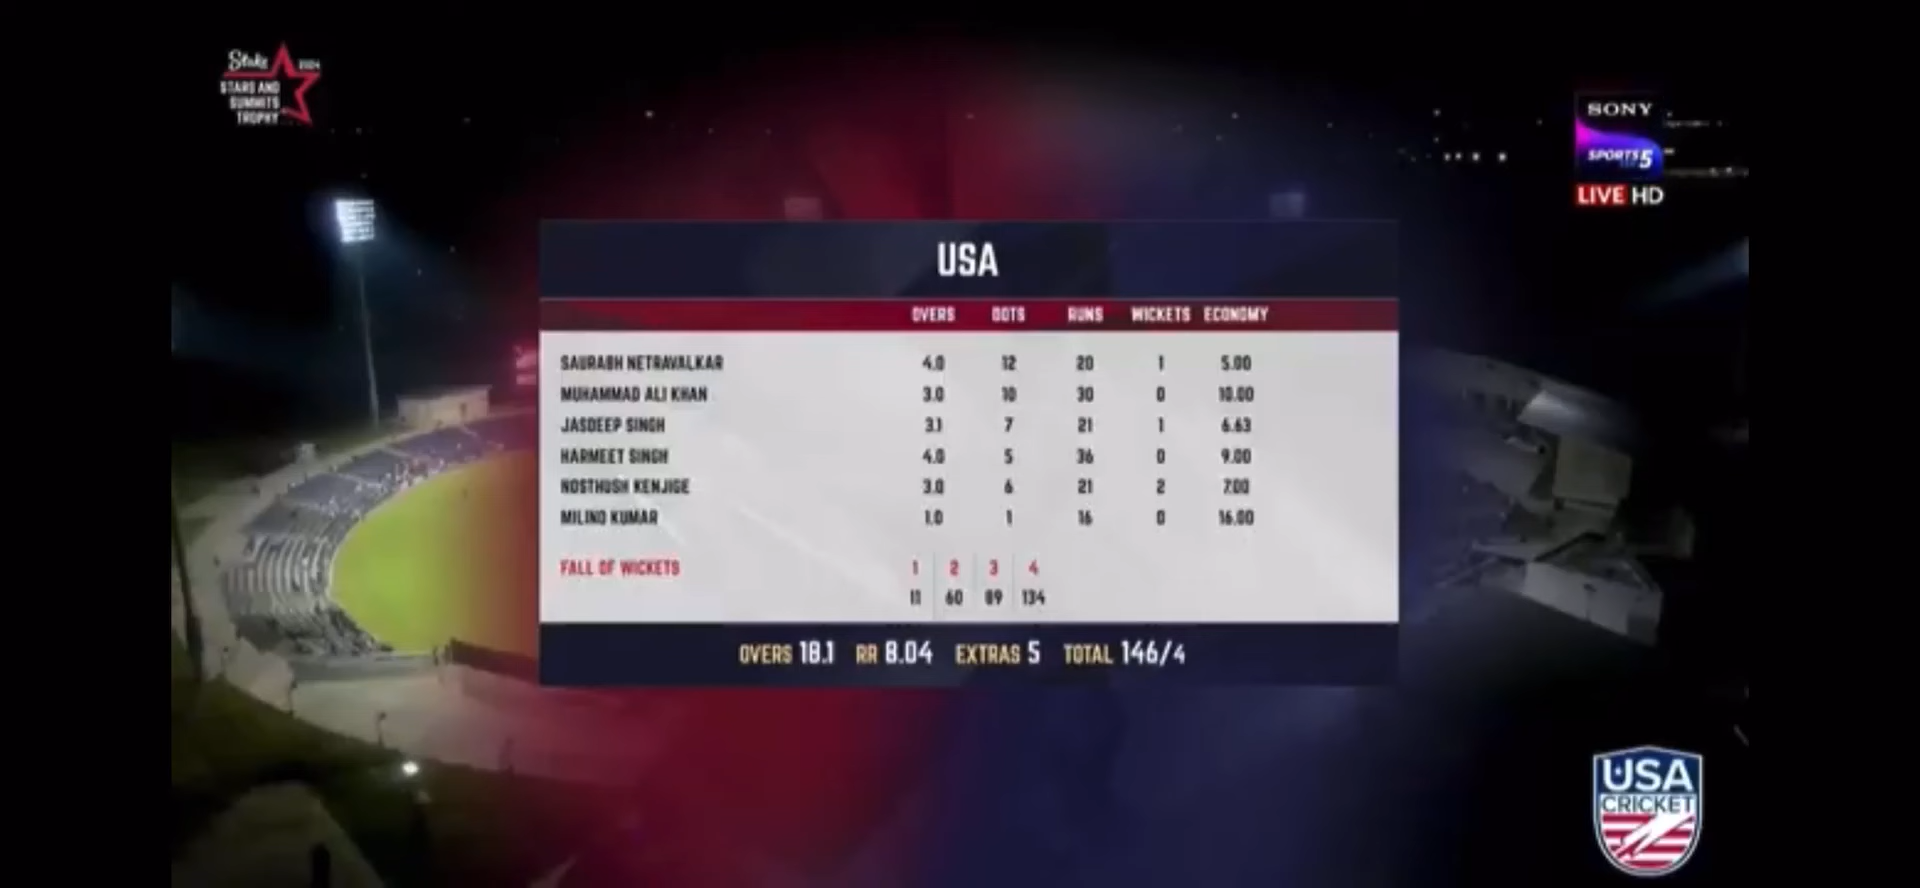 Stake 2024
STARS AND
SUMMITS
TROPHY
SONY
SPORTS 5
LIVE HD
USA
OVERS DOTS RUNS WICKETS ECONOMY
SAURABH NETRAVALKAR 4.0 12 20 1 5.00
MUHAMMAD ALI KHAN 3.0 10 30 0 10.00
JASDEEP SINGH 3.1 7 21 1 6.63
HARMEET SINGH 4.0 5 36 0 9.00
NOSTHUSH KENJIGE 3.0 6 21 2 7.00
MILIND KUMAR 1.0 1 16 0 16.00
FALL OF WICKETS 1 2 3 4
11 60 89 134
OVERS 18.1 RR 8.04 EXTRAS 5 TOTAL 146/4
USA
CRICKET